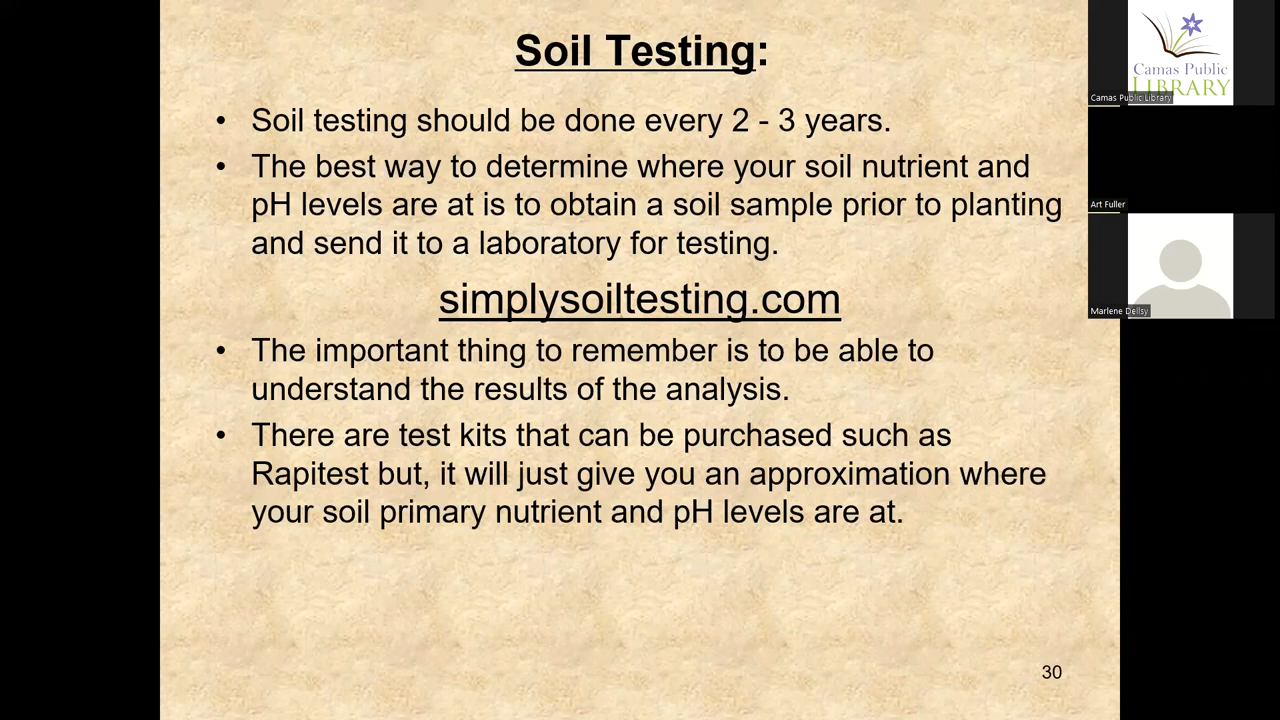 Soil Testing:
• Soil testing should be done every 2 - 3 years.
• The best way to determine where your soil nutrient and
pH levels are at is to obtain a soil sample prior to planting
and send it to a laboratory for testing.
simplysoiltesting.com
• The important thing to remember is to be able to
understand the results of the analysis.
• There are test kits that can be purchased such as
Rapitest but, it will just give you an approximation where
your soil primary nutrient and pH levels are at.
30
Camas Public
LIBRARY
Camas Public Library
Art Fuller
Marlene Dellsy